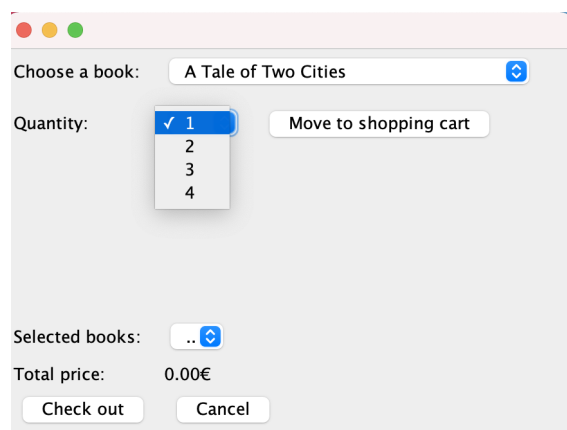 Choose a book: A Tale of Two Cities
Quantity: ✓ 1 Move to shopping cart
2
3
4
Selected books: ..
Total price: 0.00€
Check out Cancel